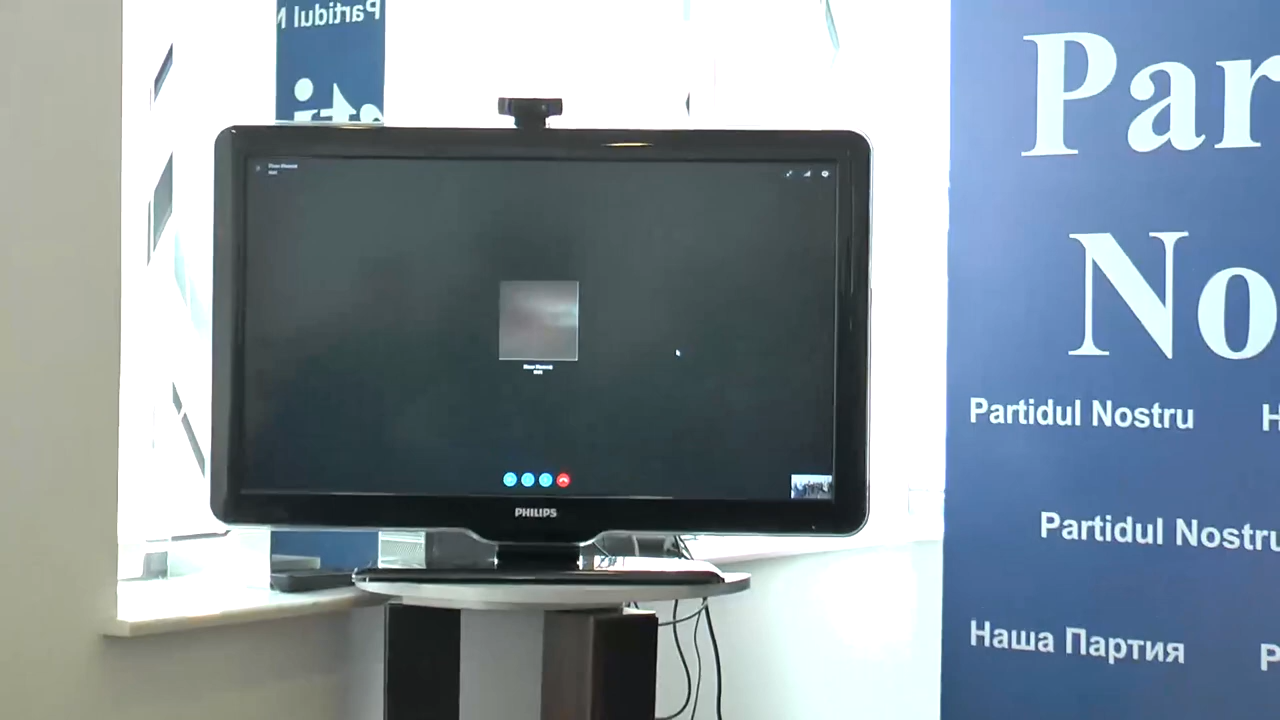 Partidul N
Par
No
Partidul Nostru
Н
Partidul Nostru
Наша Партия
P
PHILIPS